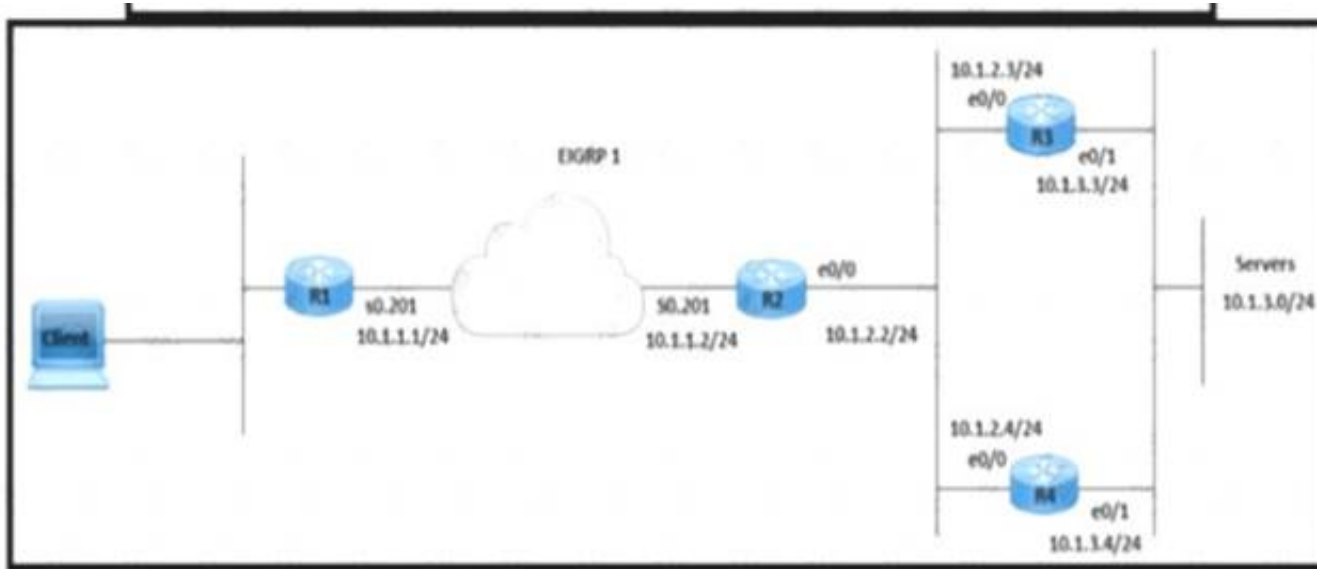 10.1.2.3/24
e0/0
R3
e0/1
10.1.3.3/24
EIGRP 1
Client
R1
s0.201
10.1.1.1/24
S0.201
10.1.1.2/24
R2
e0/0
10.1.2.2/24
Servers
10.1.3.0/24
10.1.2.4/24
e0/0
R4
e0/1
10.1.3.4/24